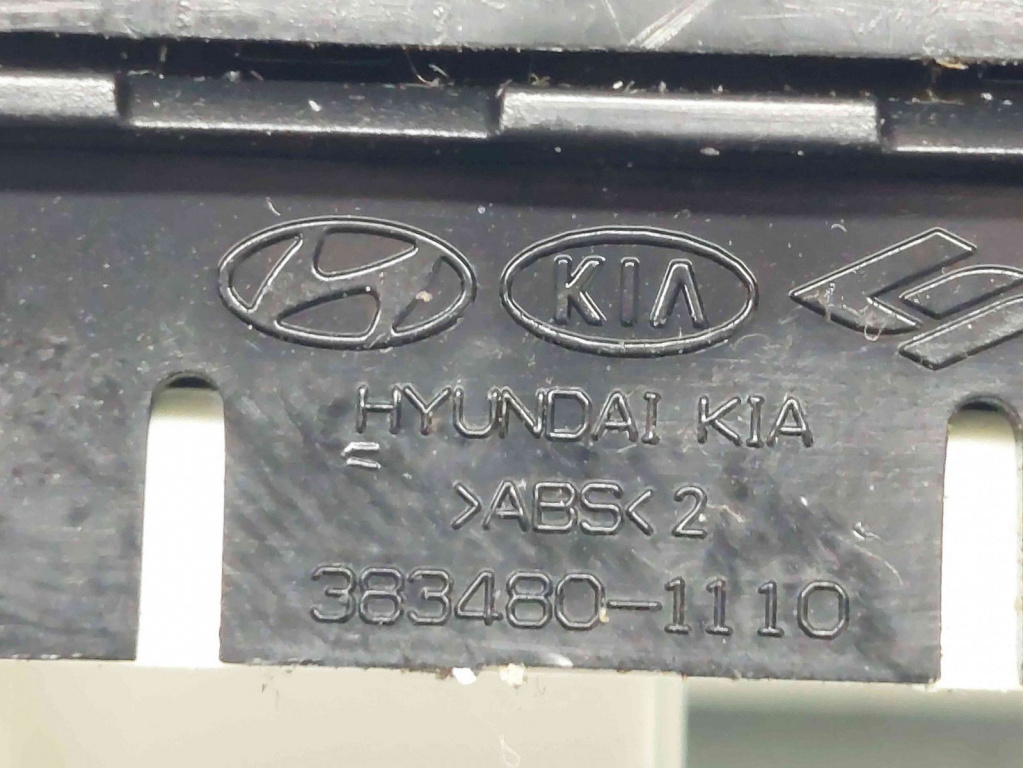 KIA
HYUNDAI KIA
>ABS< 2
383480-1110